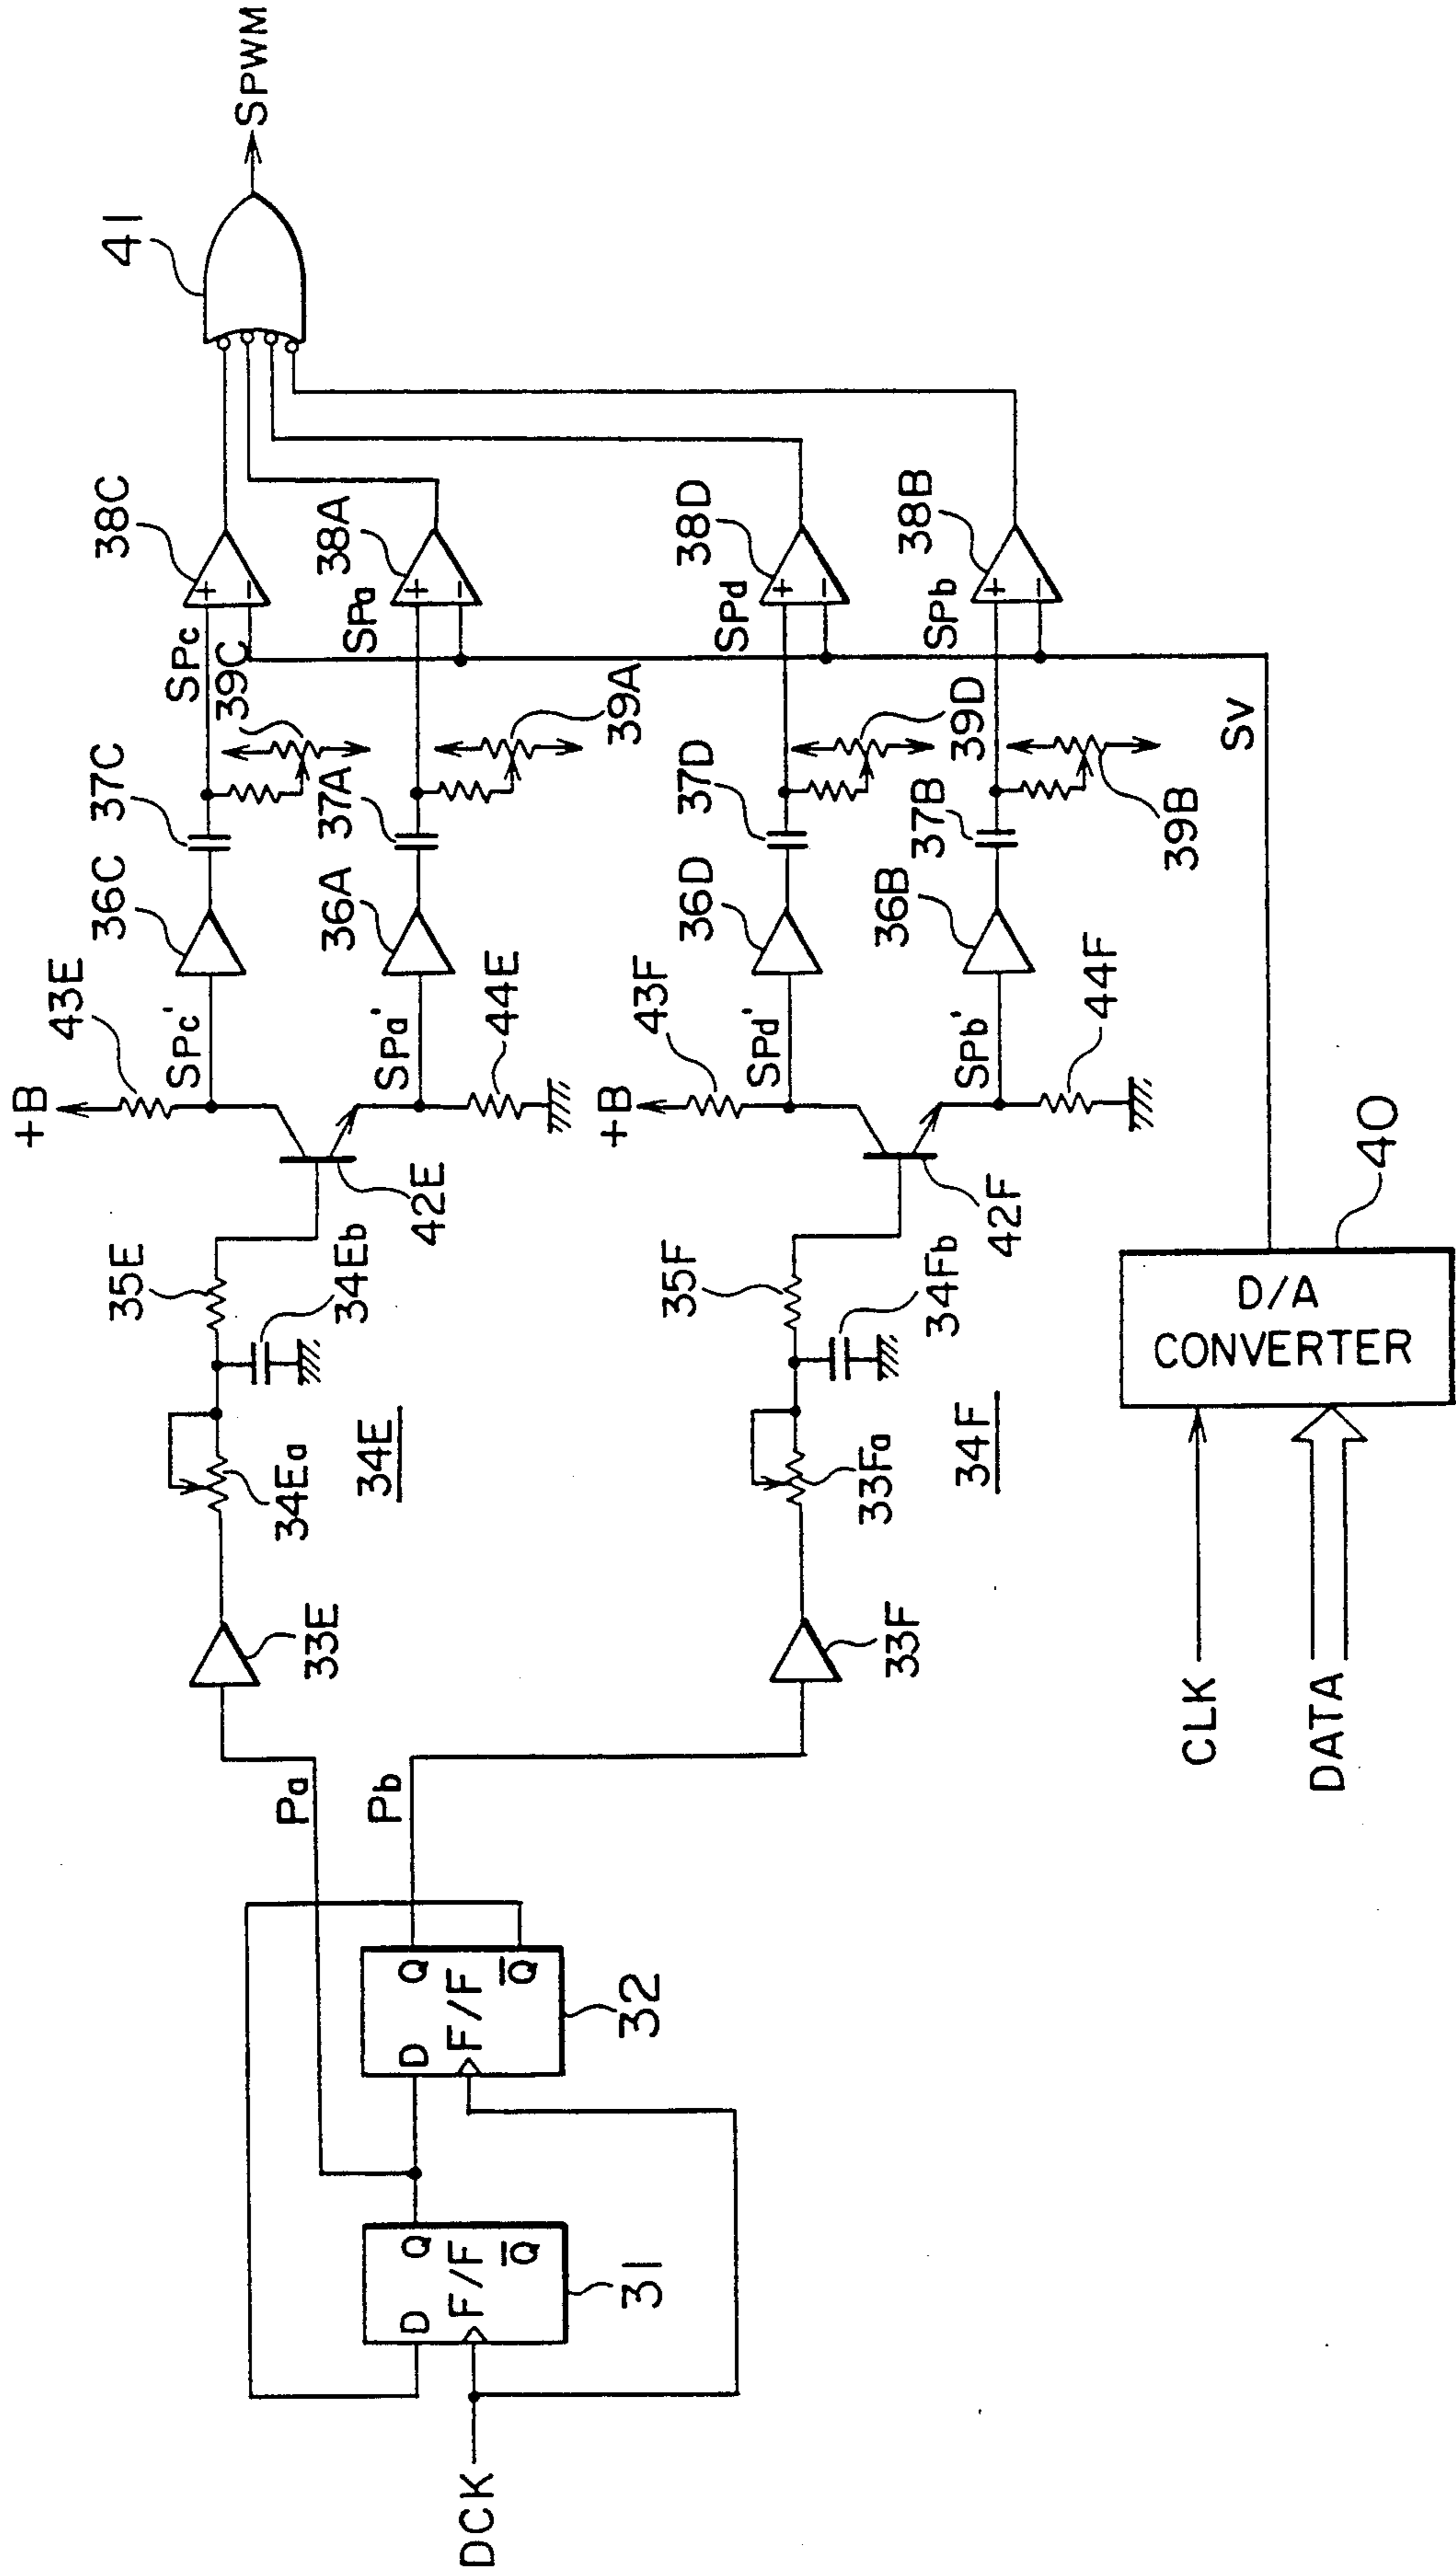 DCK
D
Q
F/F
Q̅
31
D
Q
F/F
Q̅
32
Pa
Pb
33E
34Ea
34E
34Eb
35E
42E
+B
43E
SPc'
SPa'
44E
36C
37C
SPc
39C
38C
36A
37A
SPa
39A
38A
+
−
+
−
33F
33Fa
34F
34Fb
35F
42F
+B
43F
SPd'
SPb'
44F
36D
37D
SPd
39D
38D
36B
37B
SPb
39B
38B
+
−
+
−
41
SPWM
CLK
DATA
D/A
CONVERTER
40
Sv